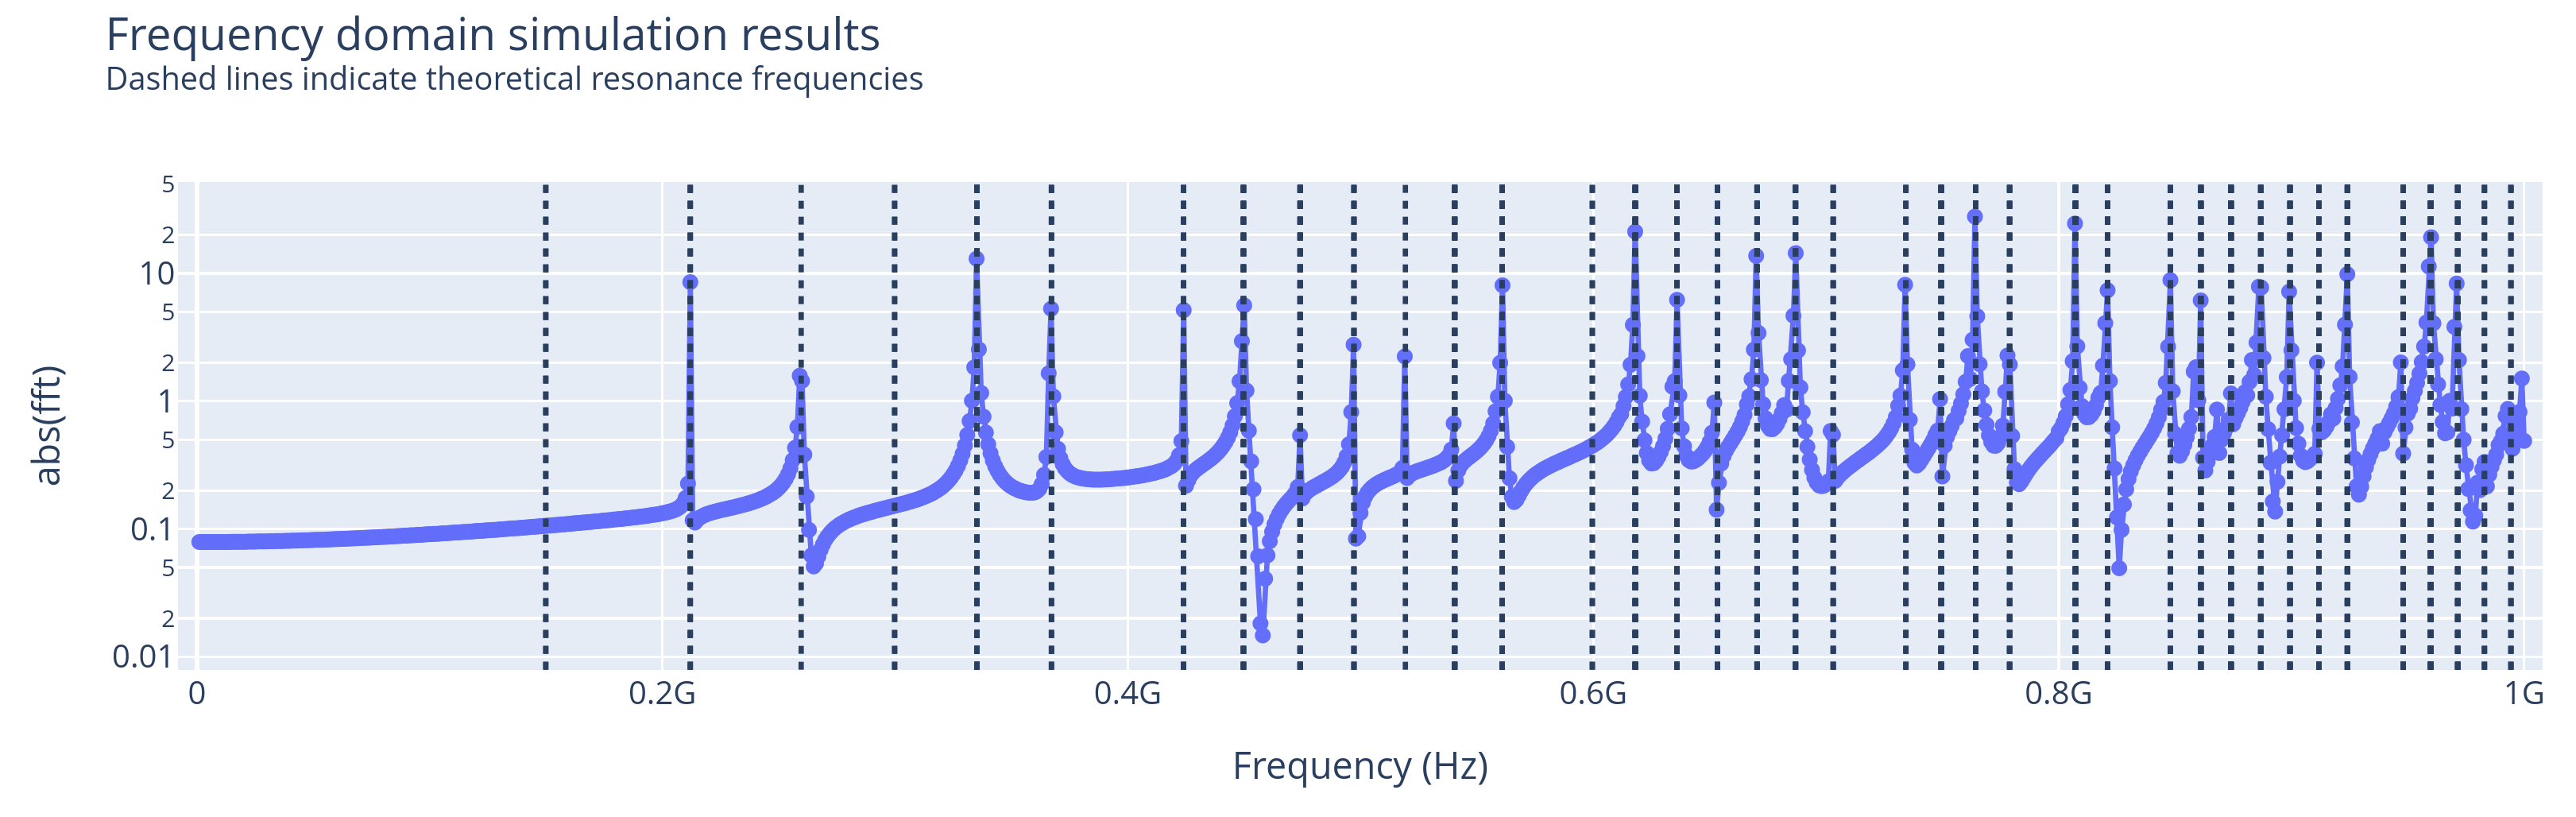 Frequency domain simulation results
Dashed lines indicate theoretical resonance frequencies
5
2
10
5
2
1
5
2
0.1
5
2
0.01
abs(fft)
0 0.2G 0.4G 0.6G 0.8G 1G
Frequency (Hz)